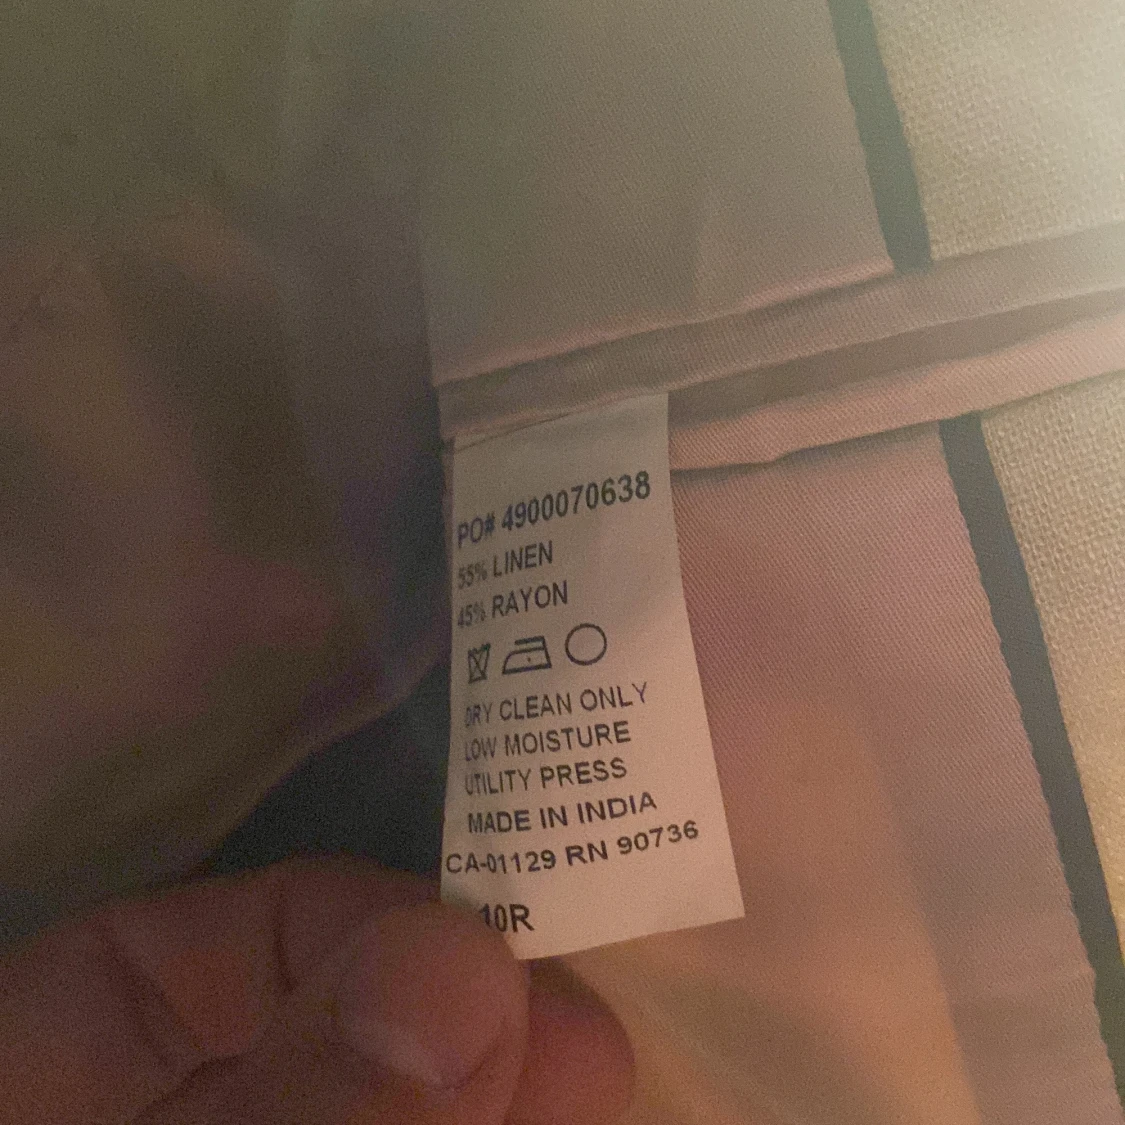 PO# 4900070638
55% LINEN
45% RAYON
DRY CLEAN ONLY
LOW MOISTURE
UTILITY PRESS
MADE IN INDIA
CA-01129 RN 90736
10R